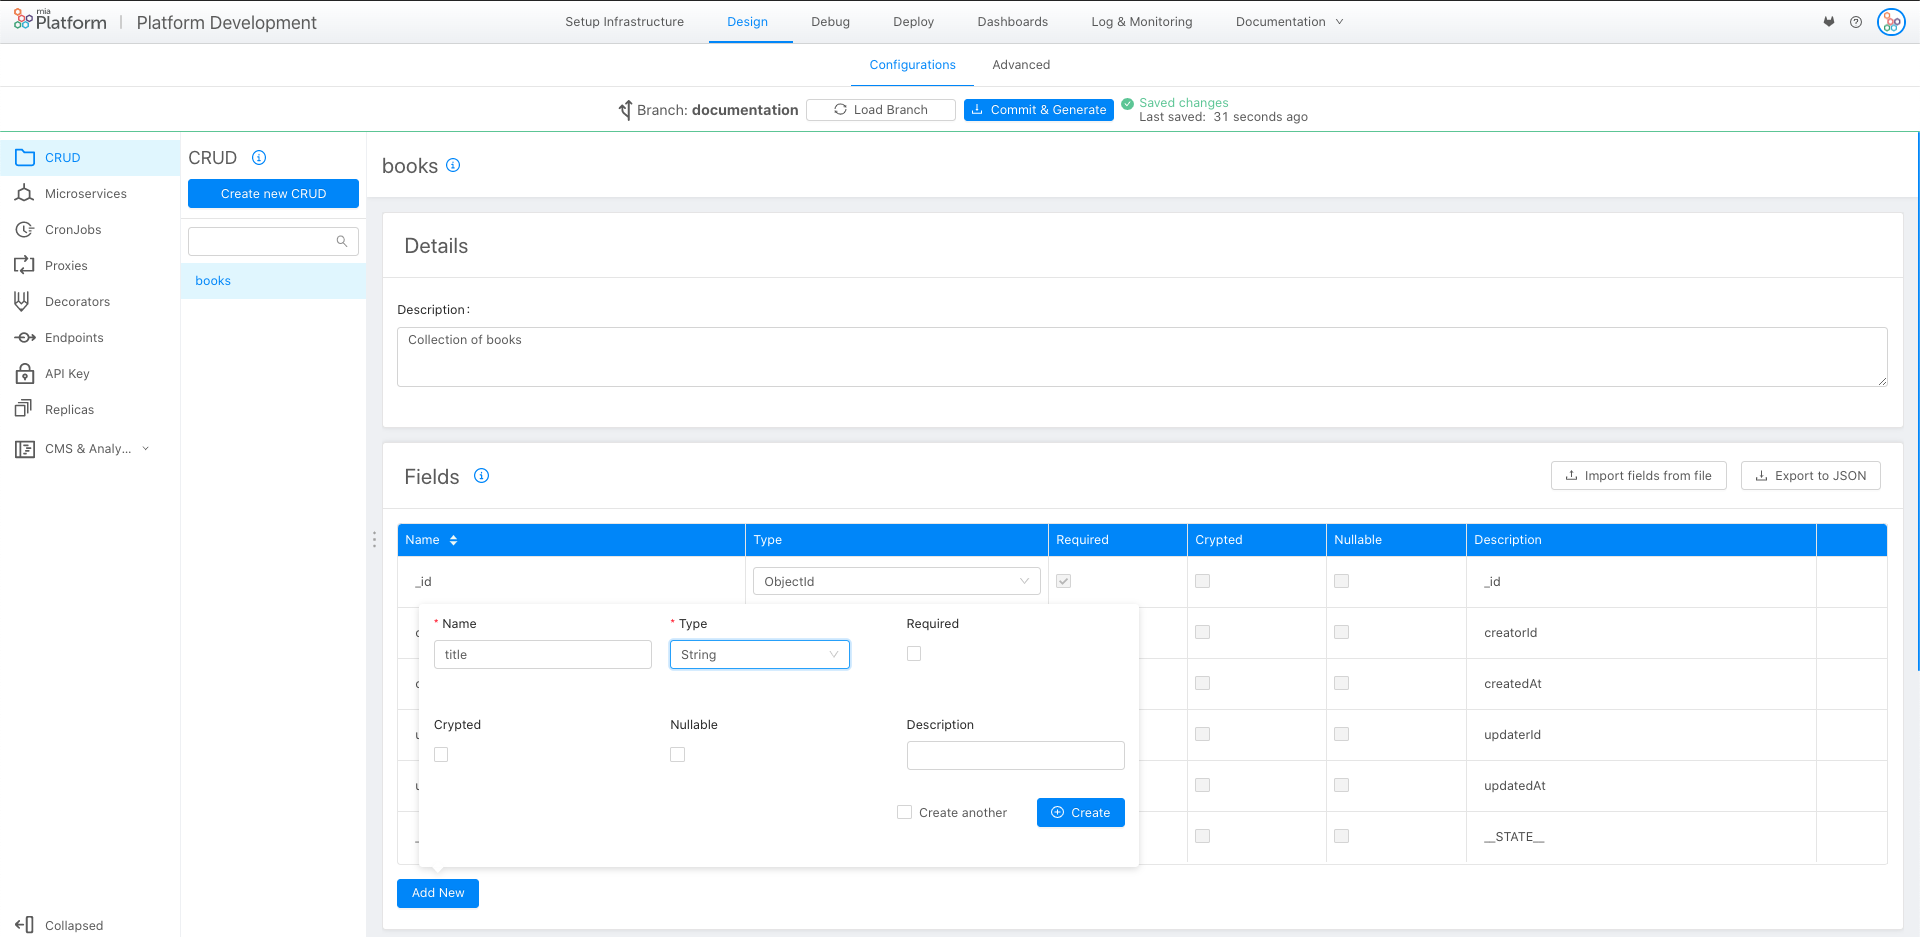 mia
Platform | Platform Development
Setup Infrastructure Design Debug Deploy Dashboards Log & Monitoring Documentation
Configurations Advanced
Branch: documentation Load Branch Commit & Generate Saved changes
Last saved: 31 seconds ago
CRUD
Microservices
CronJobs
Proxies
Decorators
Endpoints
API Key
Replicas
CMS & Analy...
Collapsed
CRUD
Create new CRUD
books
books
Details
Description:
Collection of books
Fields
Import fields from file Export to JSON
Name Type Required Crypted Nullable Description
_id ObjectId _id
creatorId
createdAt
updaterId
updatedAt
__STATE__
* Name * Type Required
title String
Crypted Nullable Description
Create another Create
Add New